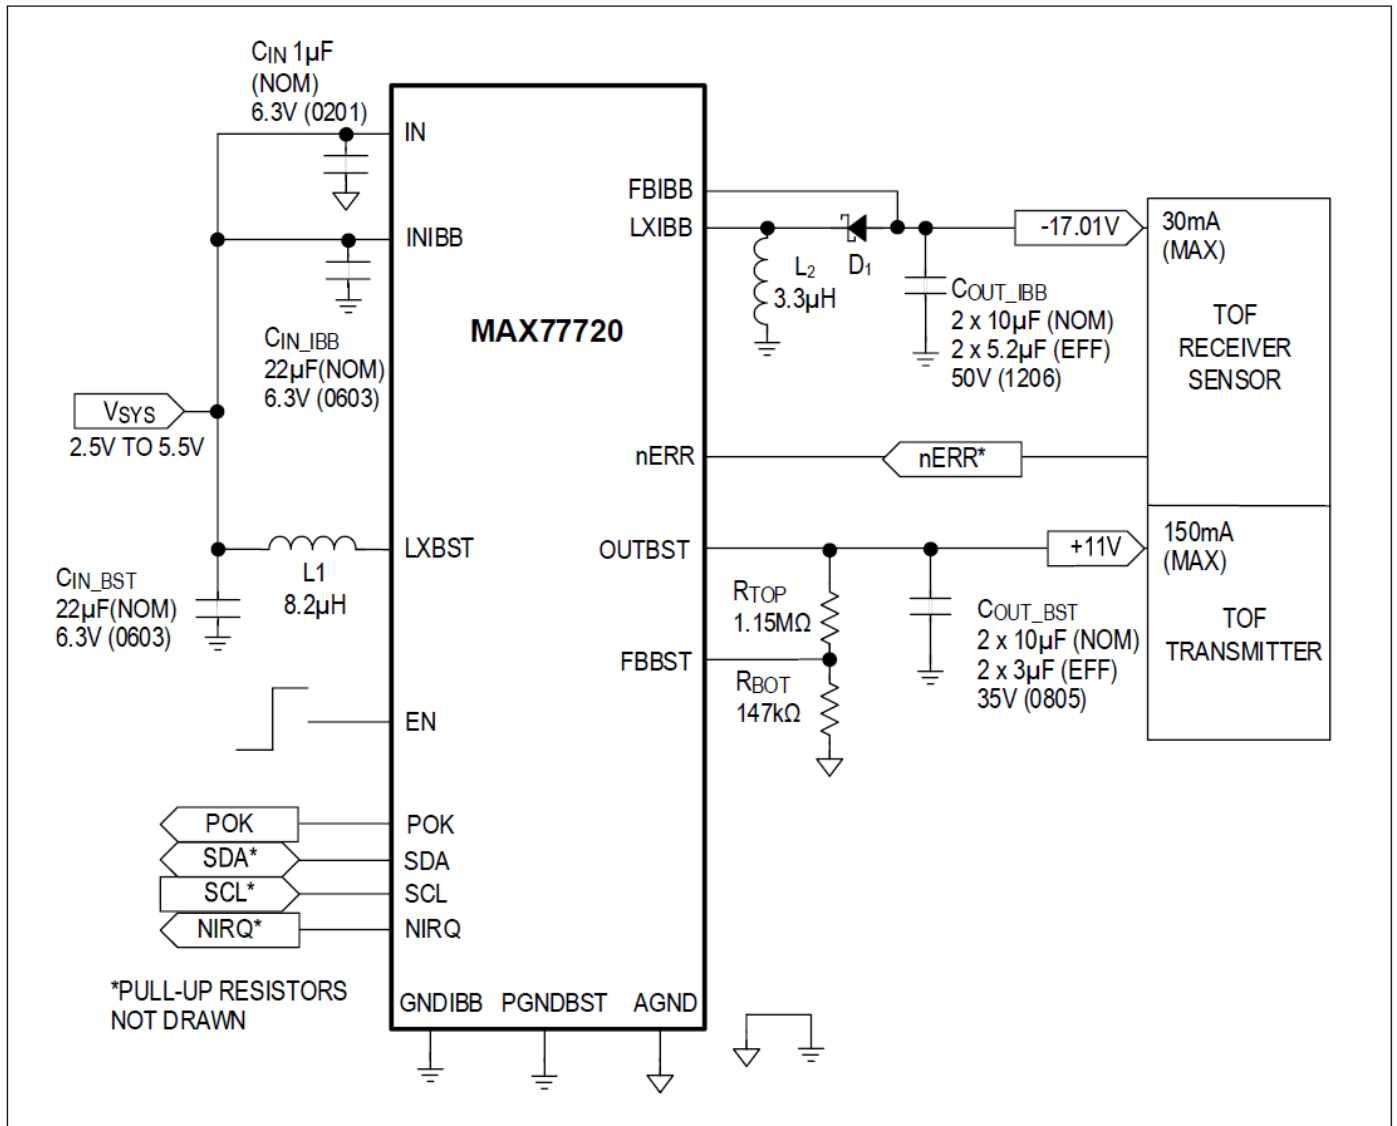 CIN 1µF
(NOM)
6.3V (0201)
IN
INIBB
CIN_IBB
22µF(NOM)
6.3V (0603)
VSYS
2.5V TO 5.5V
LXBST
L1
8.2µH
CIN_BST
22µF(NOM)
6.3V (0603)
EN
POK
POK
SDA*
SDA
SCL*
SCL
NIRQ*
NIRQ
*PULL-UP RESISTORS
NOT DRAWN
MAX77720
GNDIBB
PGNDBST
AGND
FBIBB
LXIBB
L2
3.3µH
D1
COUT_IBB
2 x 10µF (NOM)
2 x 5.2µF (EFF)
50V (1206)
-17.01V
30mA
(MAX)
TOF
RECEIVER
SENSOR
nERR
nERR*
OUTBST
+11V
150mA
(MAX)
RTOP
1.15MΩ
COUT_BST
2 x 10µF (NOM)
2 x 3µF (EFF)
35V (0805)
TOF
TRANSMITTER
FBBST
RBOT
147kΩ